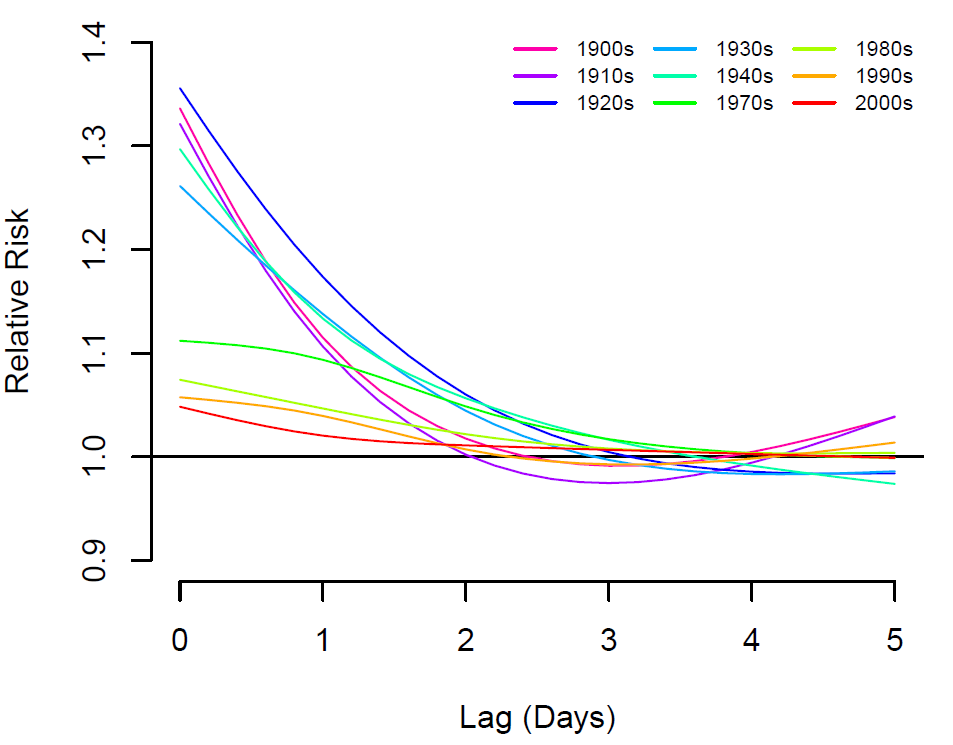 1.4
1.3
1.2
1.1
1.0
0.9
Relative Risk
1900s 1930s 1980s
1910s 1940s 1990s
1920s 1970s 2000s
0 1 2 3 4 5
Lag (Days)